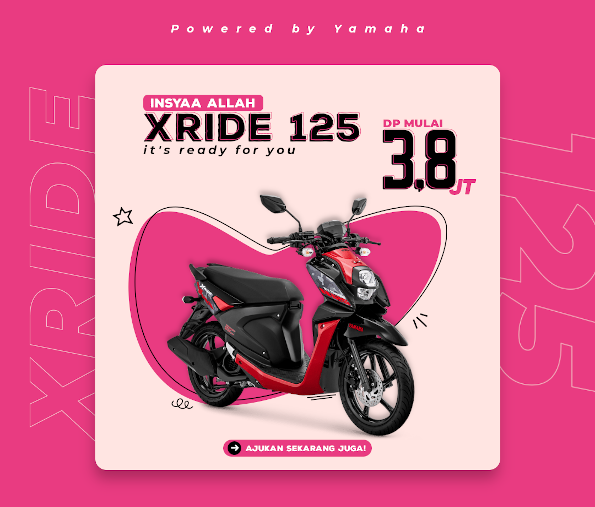 Powered by Yamaha
INSYAA ALLAH
XRIDE 125
it's ready for you
DP MULAI
3,8 JT
AJUKAN SEKARANG JUGA!
XRIDE
125